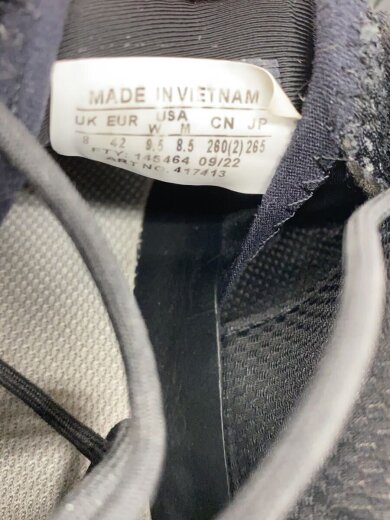 MADE IN VIETNAM
USA
UK EUR W M CN JP
8 42 9.5 8.5 260(2) 265
FTY. 145464 09/22
ART NO. 417413